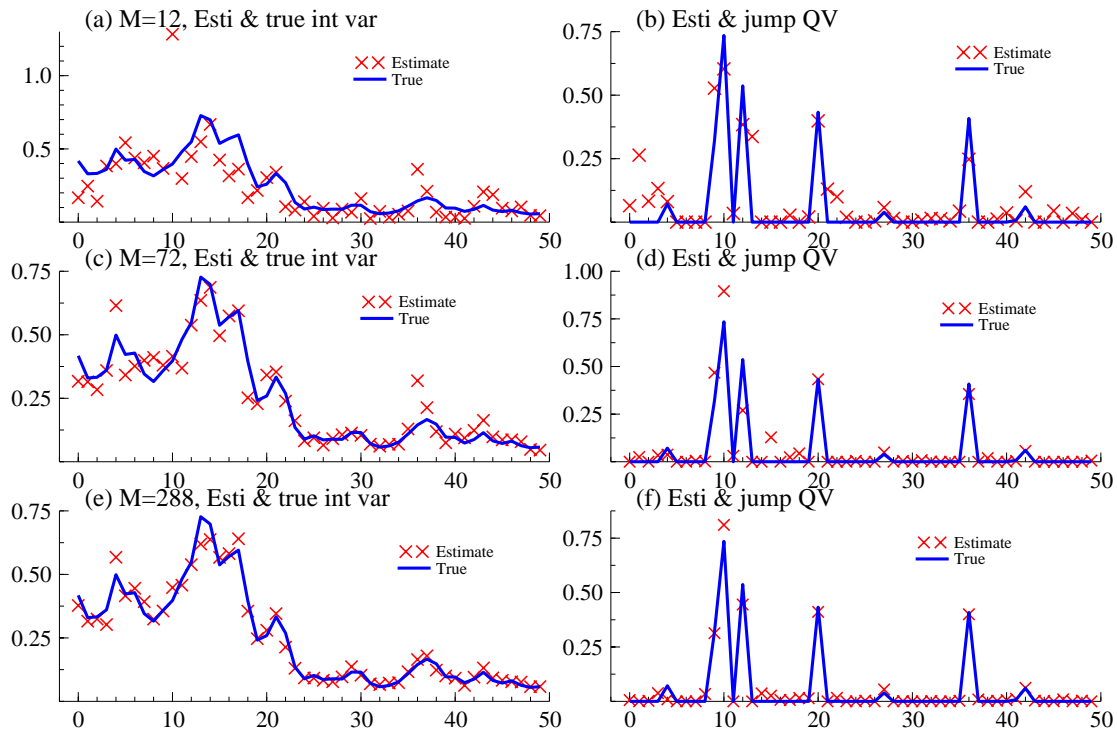 (a) M=12, Esti & true int var
1.0
0.5
Estimate
True
0 10 20 30 40 50
(b) Esti & jump QV
0.75
0.50
0.25
Estimate
True
0 10 20 30 40 50
(c) M=72, Esti & true int var
0.75
0.50
0.25
Estimate
True
0 10 20 30 40 50
(d) Esti & jump QV
1.00
0.75
0.50
0.25
Estimate
True
0 10 20 30 40 50
(e) M=288, Esti & true int var
0.75
0.50
0.25
Estimate
True
0 10 20 30 40 50
(f) Esti & jump QV
0.75
0.50
0.25
Estimate
True
0 10 20 30 40 50